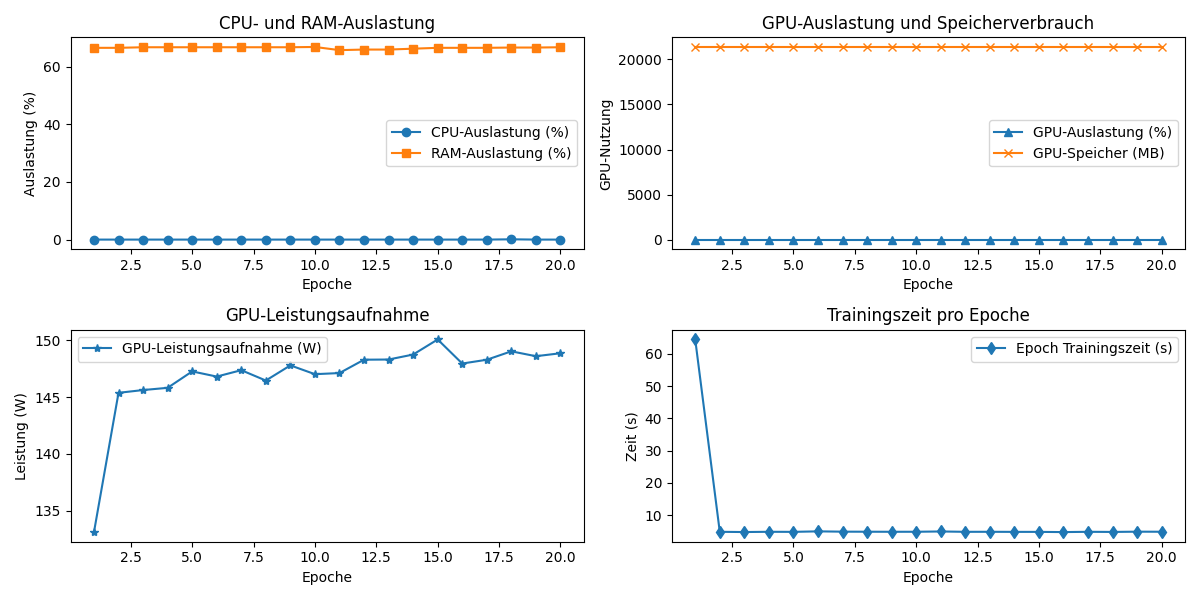 CPU- und RAM-Auslastung
Auslastung (%)
60
40
20
0
CPU-Auslastung (%)
RAM-Auslastung (%)
2.5 5.0 7.5 10.0 12.5 15.0 17.5 20.0
Epoche
GPU-Auslastung und Speicherverbrauch
GPU-Nutzung
20000
15000
10000
5000
0
GPU-Auslastung (%)
GPU-Speicher (MB)
2.5 5.0 7.5 10.0 12.5 15.0 17.5 20.0
Epoche
GPU-Leistungsaufnahme
Leistung (W)
150
145
140
135
GPU-Leistungsaufnahme (W)
2.5 5.0 7.5 10.0 12.5 15.0 17.5 20.0
Epoche
Trainingszeit pro Epoche
Zeit (s)
60
50
40
30
20
10
Epoch Trainingszeit (s)
2.5 5.0 7.5 10.0 12.5 15.0 17.5 20.0
Epoche